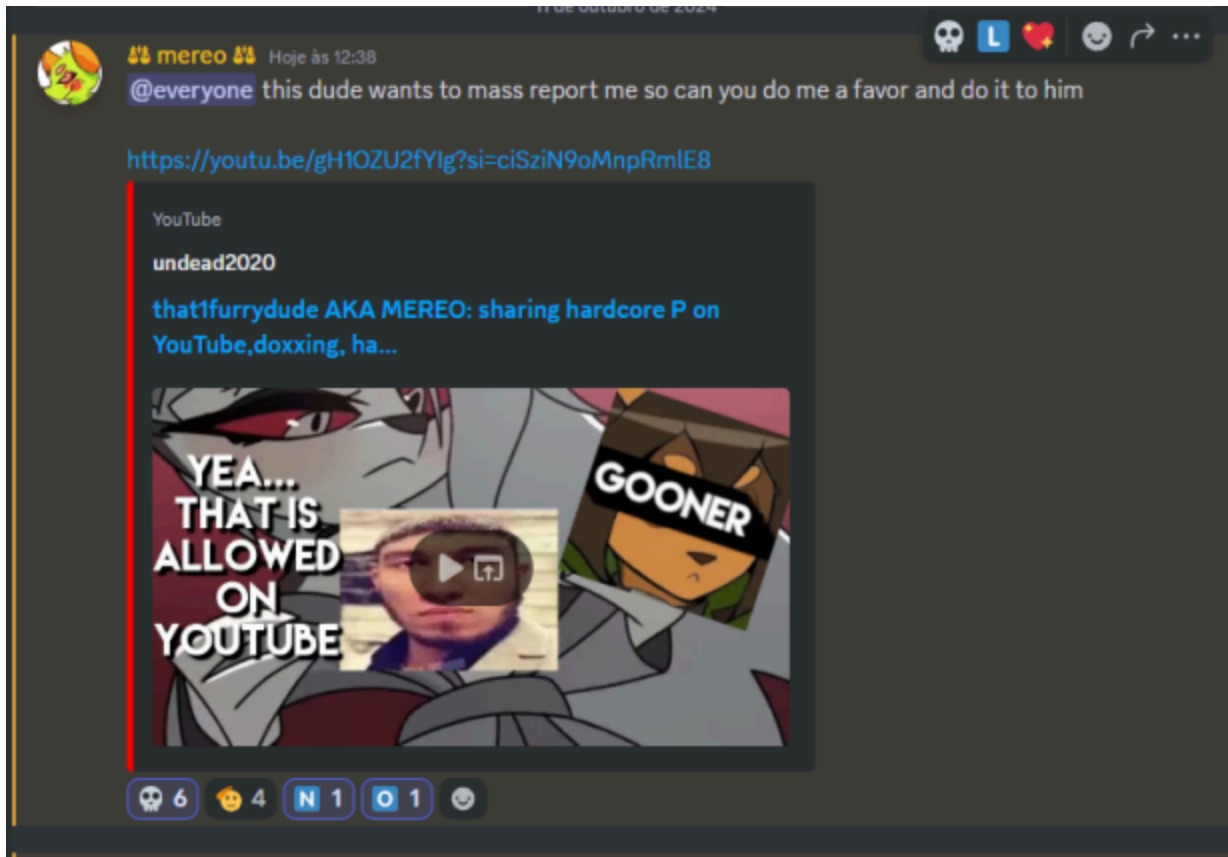 11 de outubro de 2024
mereo Hoje às 12:38
@everyone this dude wants to mass report me so can you do me a favor and do it to him
https://youtu.be/gH1OZU2fYIg?si=ciSziN9oMnpRmlE8
YouTube
undead2020
that1furrydude AKA MEREO: sharing hardcore P on
YouTube,doxxing, ha...
YEA...
THAT IS
ALLOWED
ON
YOUTUBE
GOONER
6 4 N 1 O 1